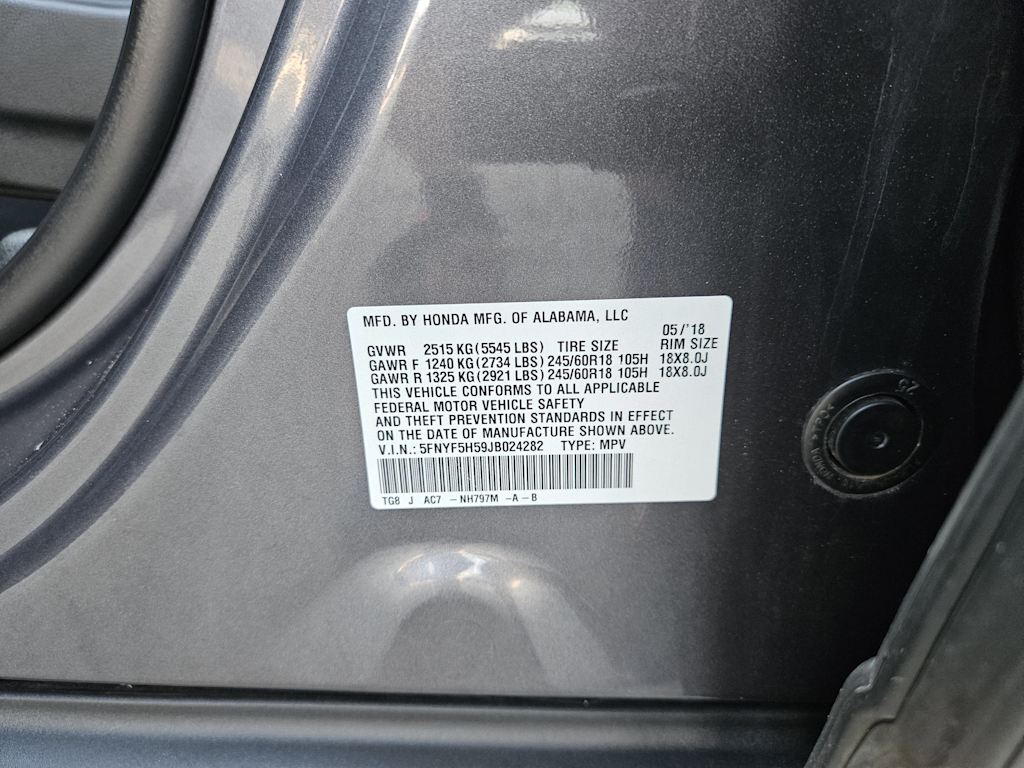 MFD. BY HONDA MFG. OF ALABAMA, LLC
05/'18
GVWR 2515 KG (5545 LBS) TIRE SIZE RIM SIZE
GAWR F 1240 KG (2734 LBS) 245/60R18 105H 18X8.0J
GAWR R 1325 KG (2921 LBS) 245/60R18 105H 18X8.0J
THIS VEHICLE CONFORMS TO ALL APPLICABLE
FEDERAL MOTOR VEHICLE SAFETY
AND THEFT PREVENTION STANDARDS IN EFFECT
ON THE DATE OF MANUFACTURE SHOWN ABOVE.
V.I.N.: 5FNYF5H59JB024282 TYPE: MPV
TG8 J AC7 - NH797M - A - B
25